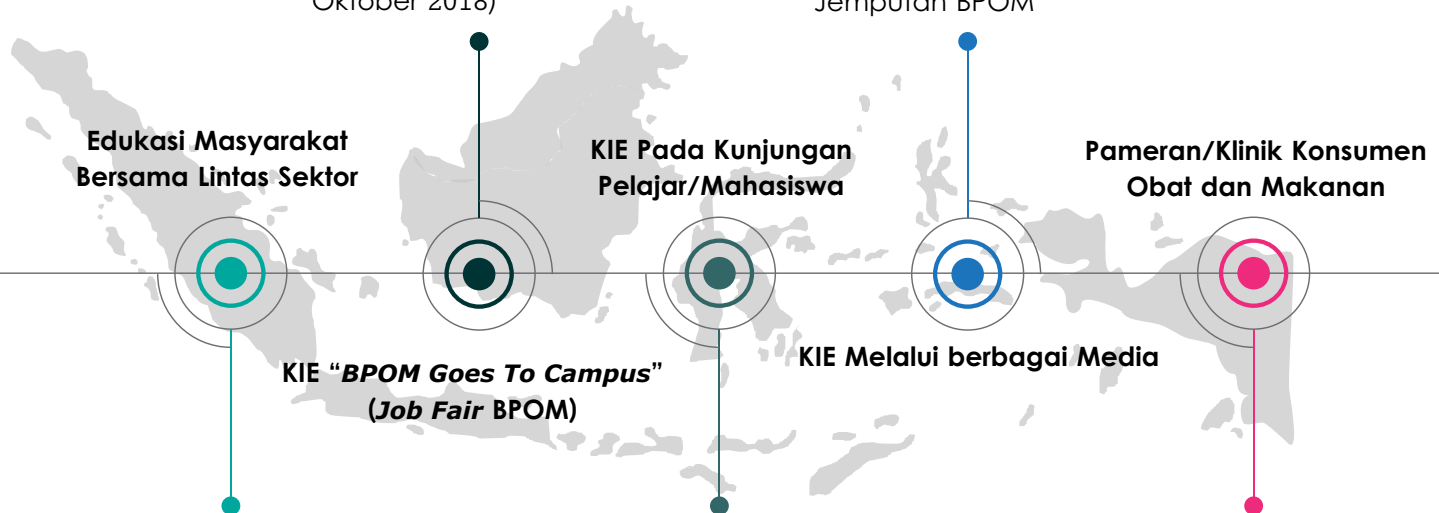 Oktober 2018)
Jemputan BPOM
Edukasi Masyarakat
Bersama Lintas Sektor
KIE Pada Kunjungan
Pelajar/Mahasiswa
Pameran/Klinik Konsumen
Obat dan Makanan
KIE “BPOM Goes To Campus”
(Job Fair BPOM)
KIE Melalui berbagai Media